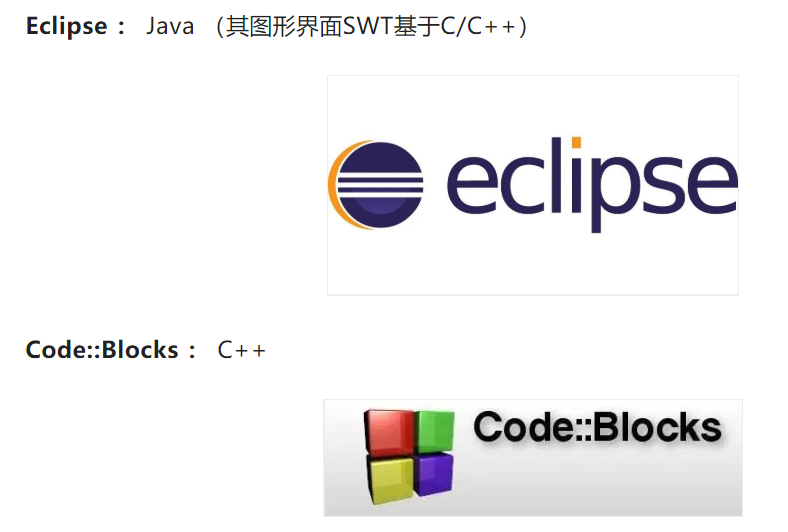 Eclipse： Java （其图形界面SWT基于C/C++）
eclipse
Code::Blocks： C++
Code::Blocks